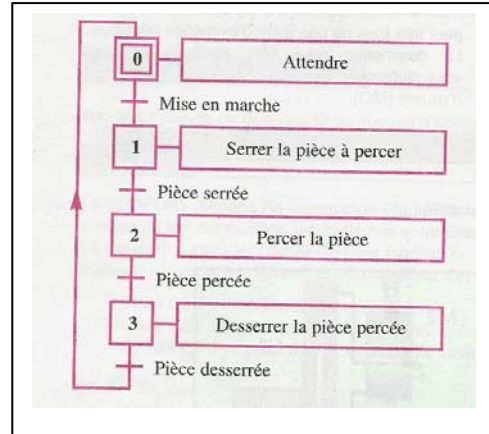 0 Attendre
Mise en marche
1 Serrer la pièce à percer
Pièce serrée
2 Percer la pièce
Pièce percée
3 Desserrer la pièce percée
Pièce desserrée